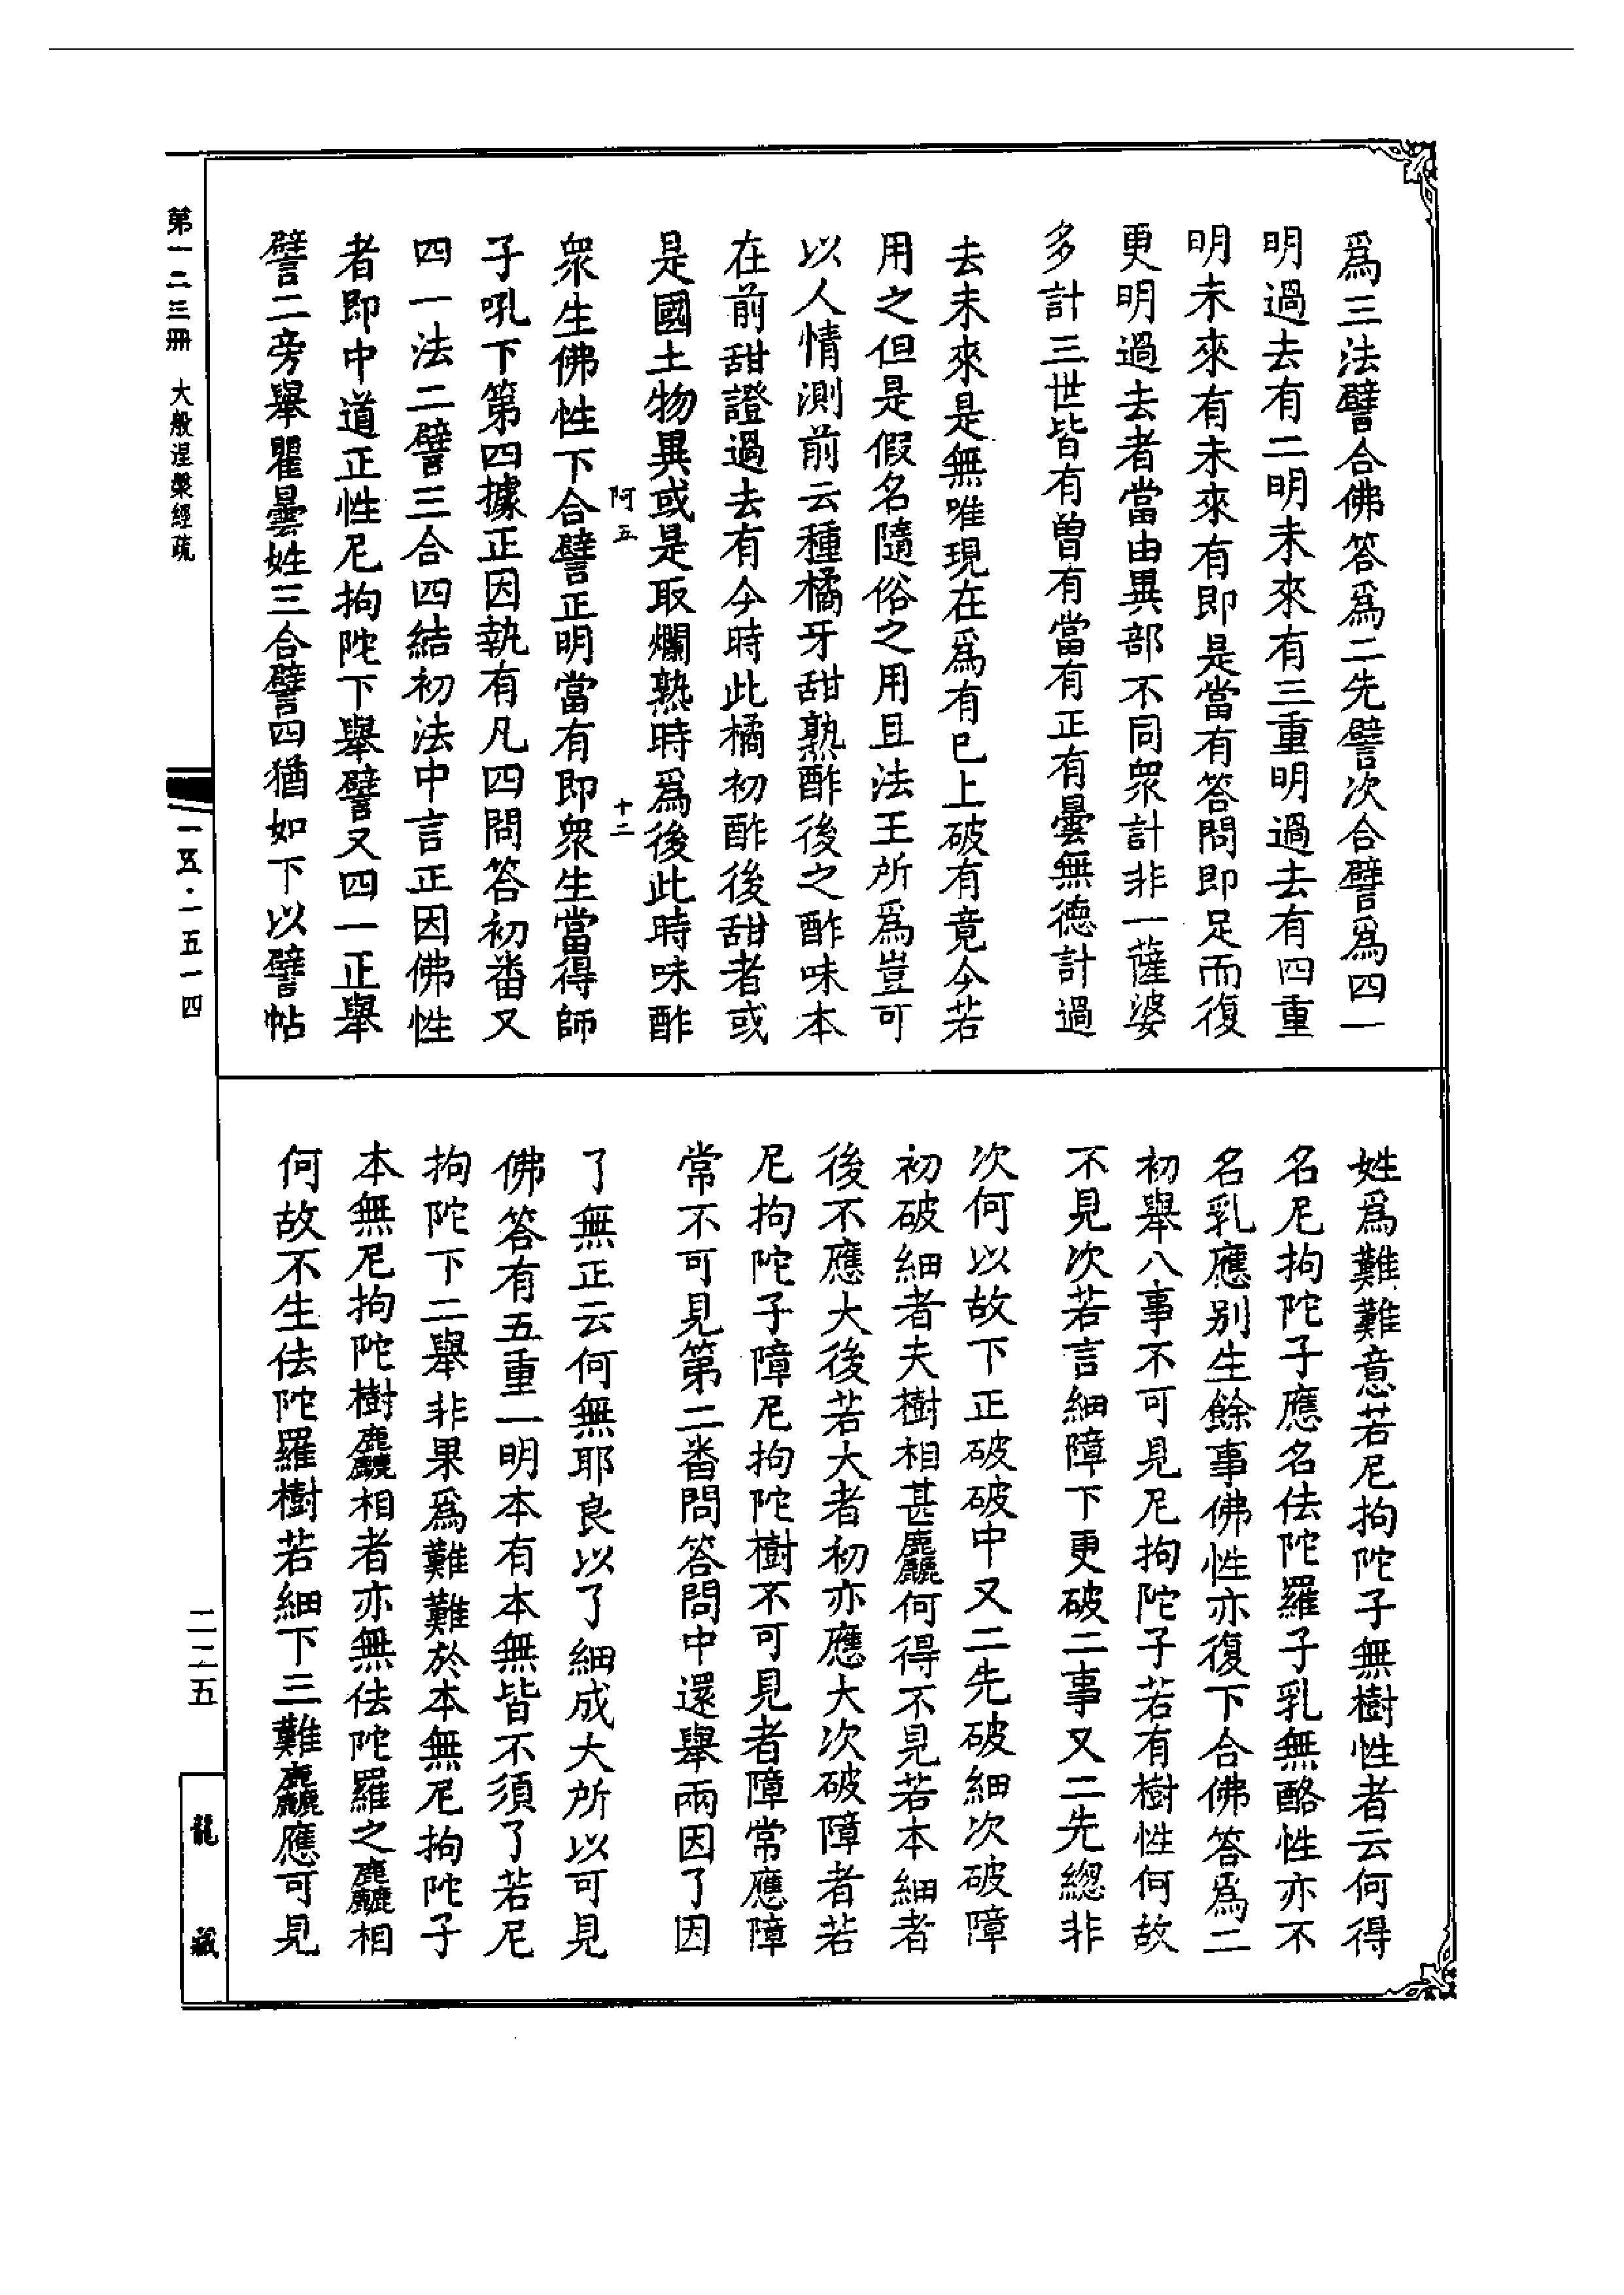 爲三法譬合佛答爲二先譬次合譬爲四一
明過去有二明未來有三重明過去有四重
明未來有未來有即是當有答問即足而復
更明過去者當由異部不同衆計非一薩婆
多計三世皆有曾有當有正有曇無德計過
去未來是無唯現在爲有已上破有竟今若
用之但是假名隨俗之用且法王所爲豈可
以人情測前云種橘牙甜熟酢後之酢味本
在前甜證過去有今時此橘初酢後甜者或
是國土物異或是取爛熟時爲後此時味酢
阿五 十二
衆生佛性下合譬正明當有即衆生當得師
子吼下第四據正因執有凡四問答初番又
四一法二譬三合四結初法中言正因佛性
者即中道正性尼拘陀下舉譬又四一正舉
譬二旁舉瞿曇姓三合譬四猶如下以譬帖
姓爲難難意若尼拘陀子無樹性者云何得
名尼拘陀子應名佉陀羅子乳無酪性亦不
名乳應别生餘事佛性亦復下合佛答爲二
初舉八事不可見尼拘陀子若有樹性何故
不見次若言細障下更破二事又二先總非
次何以故下正破破中又二先破細次破障
初破細者夫樹相甚麤何得不見若本細者
後不應大後若大者初亦應大次破障者若
尼拘陀子障尼拘陀樹不可見者障常應障
常不可見第二番問答問中還舉兩因了因
了無正云何無耶良以了細成大所以可見
佛答有五重一明本有本無皆不須了若尼
拘陀下二舉非果爲難難於本無尼拘陀子
本無尼拘陀樹麤相者亦無佉陀羅之麤相
何故不生佉陀羅樹若細下三難麤應可見
第一二三冊 大般涅槃經疏
一五·一五一四
二二五
龍藏